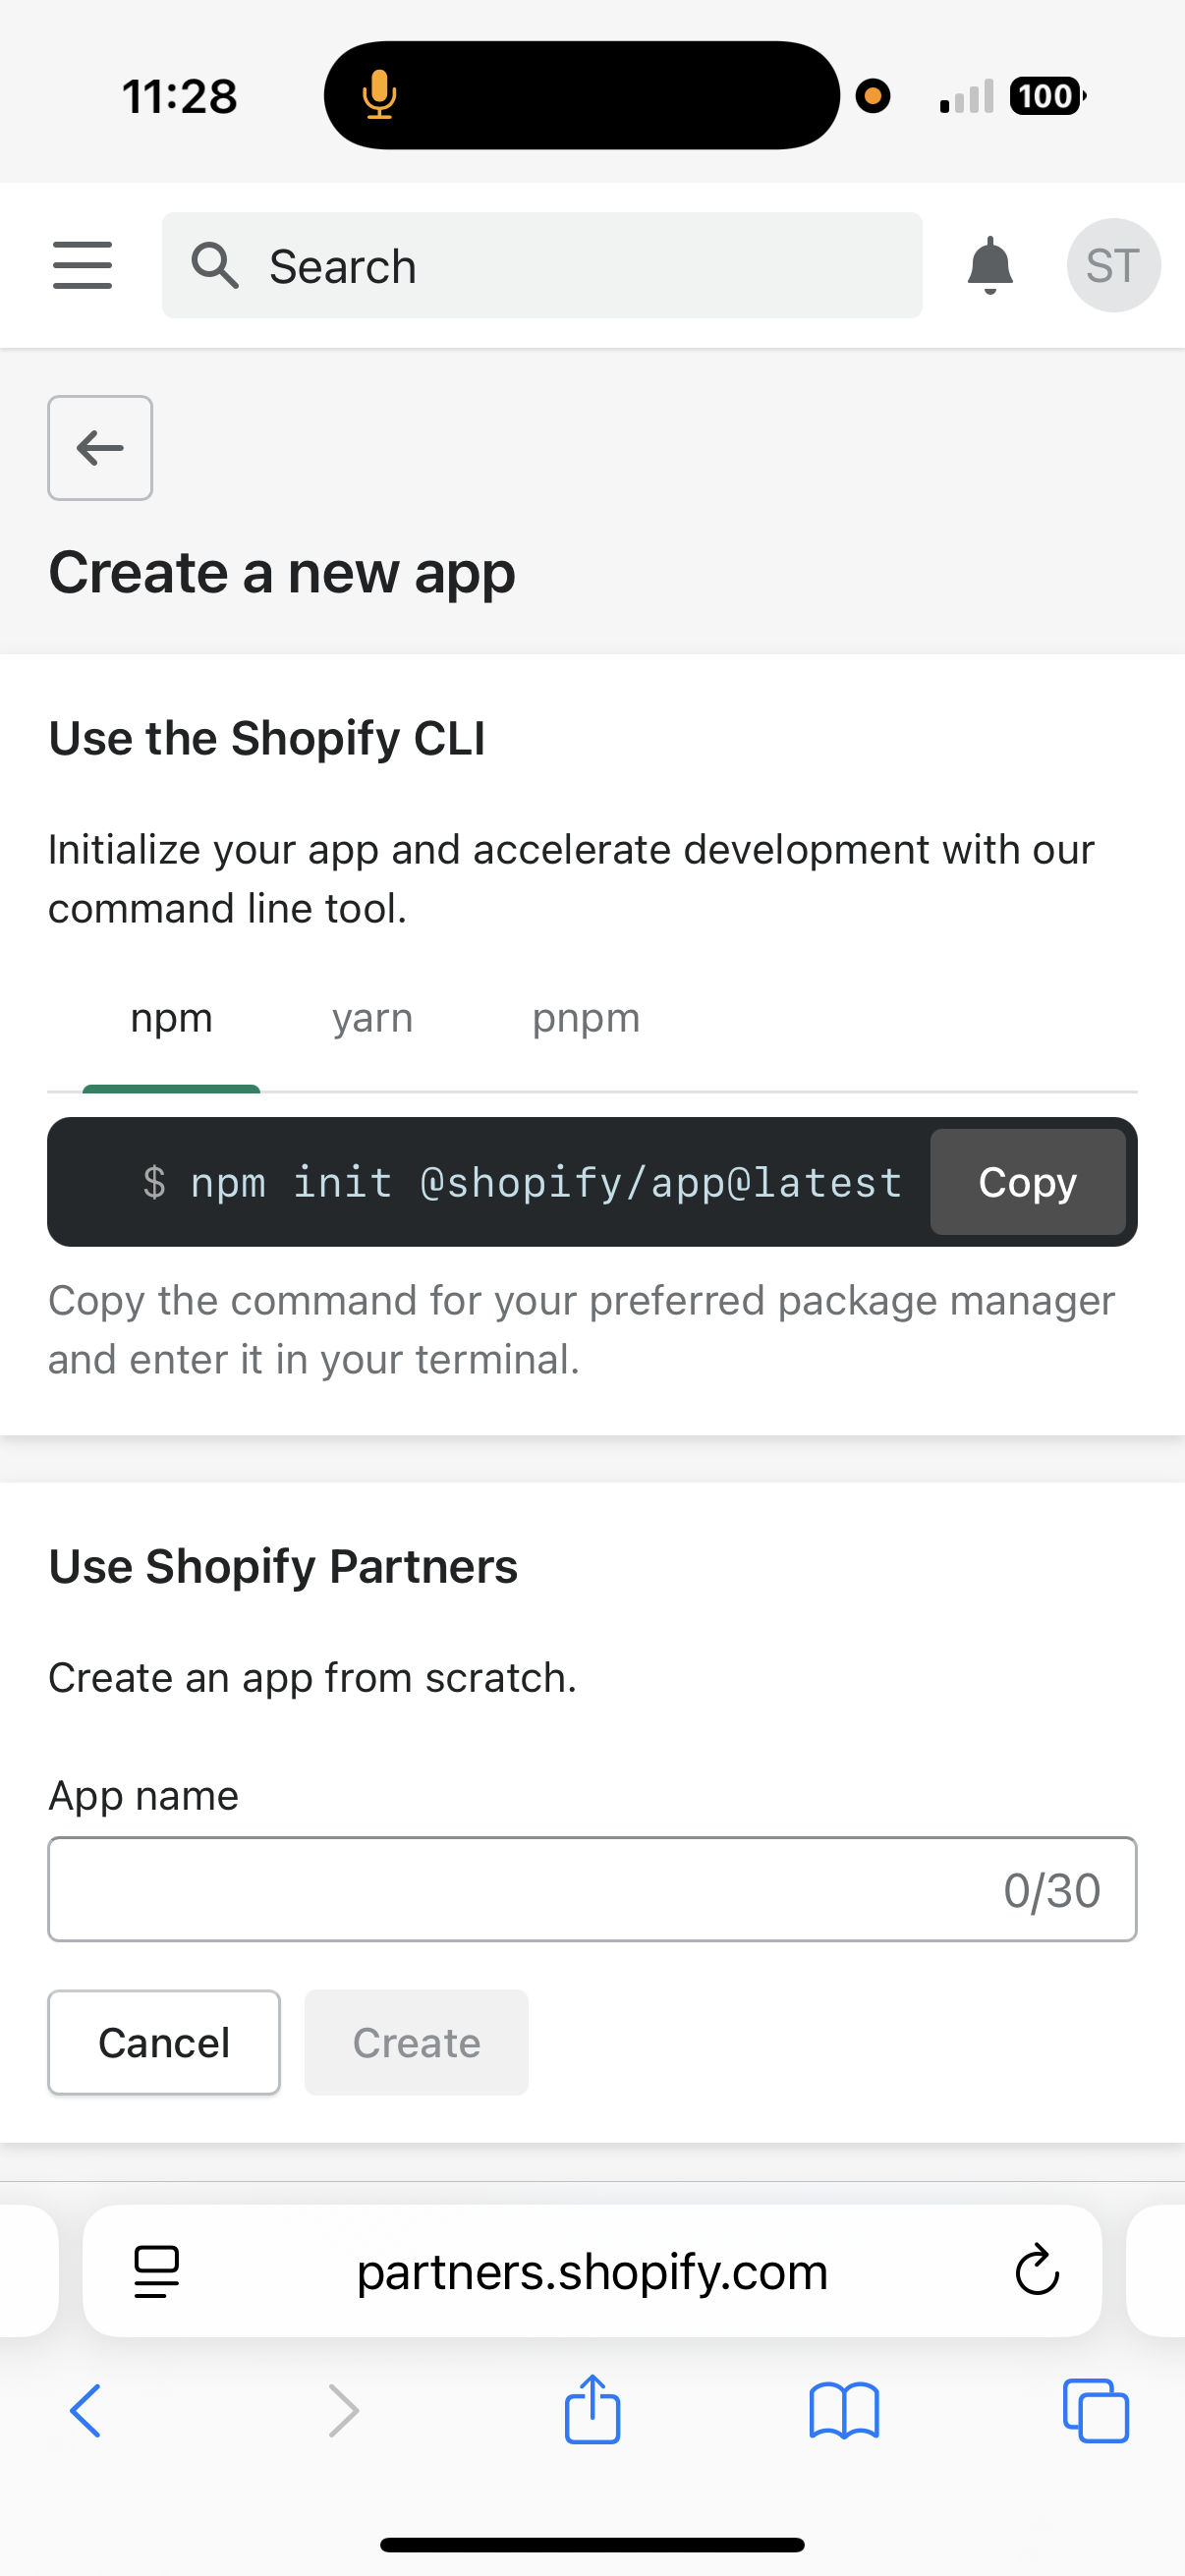 11:28
100
Search
ST
Create a new app
Use the Shopify CLI
Initialize your app and accelerate development with our
command line tool.
npm yarn pnpm
$ npm init @shopify/app@latest Copy
Copy the command for your preferred package manager
and enter it in your terminal.
Use Shopify Partners
Create an app from scratch.
App name
0/30
Cancel Create
partners.shopify.com